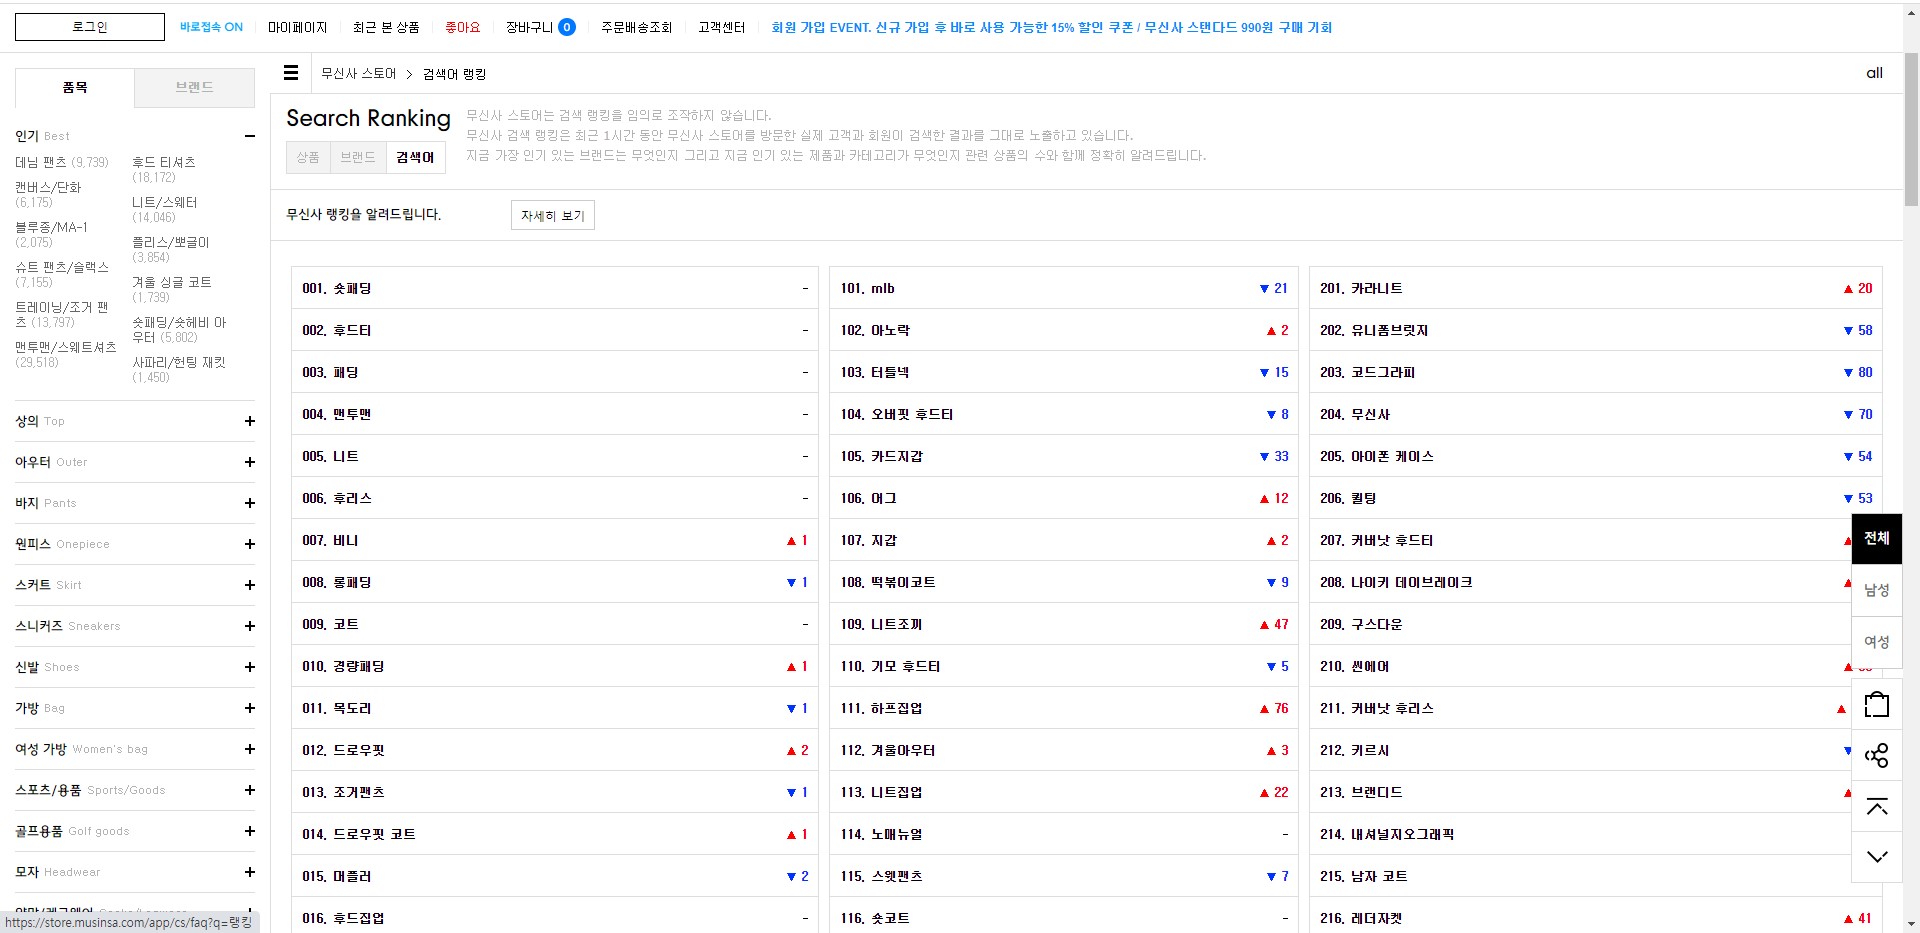 로그인
바로접속 ON
마이페이지
최근 본 상품
좋아요
장바구니 0
주문배송조회
고객센터
회원 가입 EVENT. 신규 가입 후 바로 사용 가능한 15% 할인 쿠폰 / 무신사 스탠다드 990원 구매 기회
품목
브랜드
인기 Best
데님 팬츠 (9,739)
캔버스/단화
(6,175)
블루종/MA-1
(2,075)
슈트 팬츠/슬랙스
(7,155)
트레이닝/조거 팬
츠 (13,797)
맨투맨/스웨트셔츠
(29,518)
후드 티셔츠
(18,172)
니트/스웨터
(14,046)
플리스/뽀글이
(3,854)
겨울 싱글 코트
(1,739)
숏패딩/숏헤비 아
우터 (5,802)
사파리/헌팅 재킷
(1,450)
상의 Top
아우터 Outer
바지 Pants
원피스 Onepiece
스커트 Skirt
스니커즈 Sneakers
신발 Shoes
가방 Bag
여성 가방 Women's bag
스포츠/용품 Sports/Goods
골프용품 Golf goods
모자 Headwear
https://store.musinsa.com/app/cs/faq?q=랭킹
무신사 스토어 > 검색어 랭킹
all
Search Ranking
상품
브랜드
검색어
무신사 스토어는 검색 랭킹을 임의로 조작하지 않습니다.
무신사 검색 랭킹은 최근 1시간 동안 무신사 스토어를 방문한 실제 고객과 회원이 검색한 결과를 그대로 노출하고 있습니다.
지금 가장 인기 있는 브랜드는 무엇인지 그리고 지금 인기 있는 제품과 카테고리가 무엇인지 관련 상품의 수와 함께 정확히 알려드립니다.
무신사 랭킹을 알려드립니다.
자세히 보기
001. 숏패딩 -
002. 후드티 -
003. 패딩 -
004. 맨투맨 -
005. 니트 -
006. 후리스 -
007. 비니 ▲ 1
008. 롱패딩 ▼ 1
009. 코트 -
010. 경량패딩 ▲ 1
011. 목도리 ▼ 1
012. 드로우핏 ▲ 2
013. 조거팬츠 ▼ 1
014. 드로우핏 코트 ▲ 1
015. 머플러 ▼ 2
016. 후드집업 -
101. mlb ▼ 21
102. 아노락 ▲ 2
103. 터틀넥 ▼ 15
104. 오버핏 후드티 ▼ 8
105. 카드지갑 ▼ 33
106. 어그 ▲ 12
107. 지갑 ▲ 2
108. 떡볶이코트 ▼ 9
109. 니트조끼 ▲ 47
110. 기모 후드티 ▼ 5
111. 하프집업 ▲ 76
112. 겨울아우터 ▲ 3
113. 니트집업 ▲ 22
114. 노매뉴얼 -
115. 스웻팬츠 ▼ 7
116. 숏코트 -
201. 카라니트 ▲ 20
202. 유니폼브릿지 ▼ 58
203. 코드그라피 ▼ 80
204. 무신사 ▼ 70
205. 아이폰 케이스 ▼ 54
206. 퀼팅 ▼ 53
207. 커버낫 후드티 ▲
208. 나이키 데이브레이크 ▲
209. 구스다운
210. 씬에어 ▲
211. 커버낫 후리스 ▲
212. 키르시 ▼
213. 브랜디드 ▲
214. 내셔널지오그래픽
215. 남자 코트
216. 레더자켓 ▲ 41
전체
남성
여성